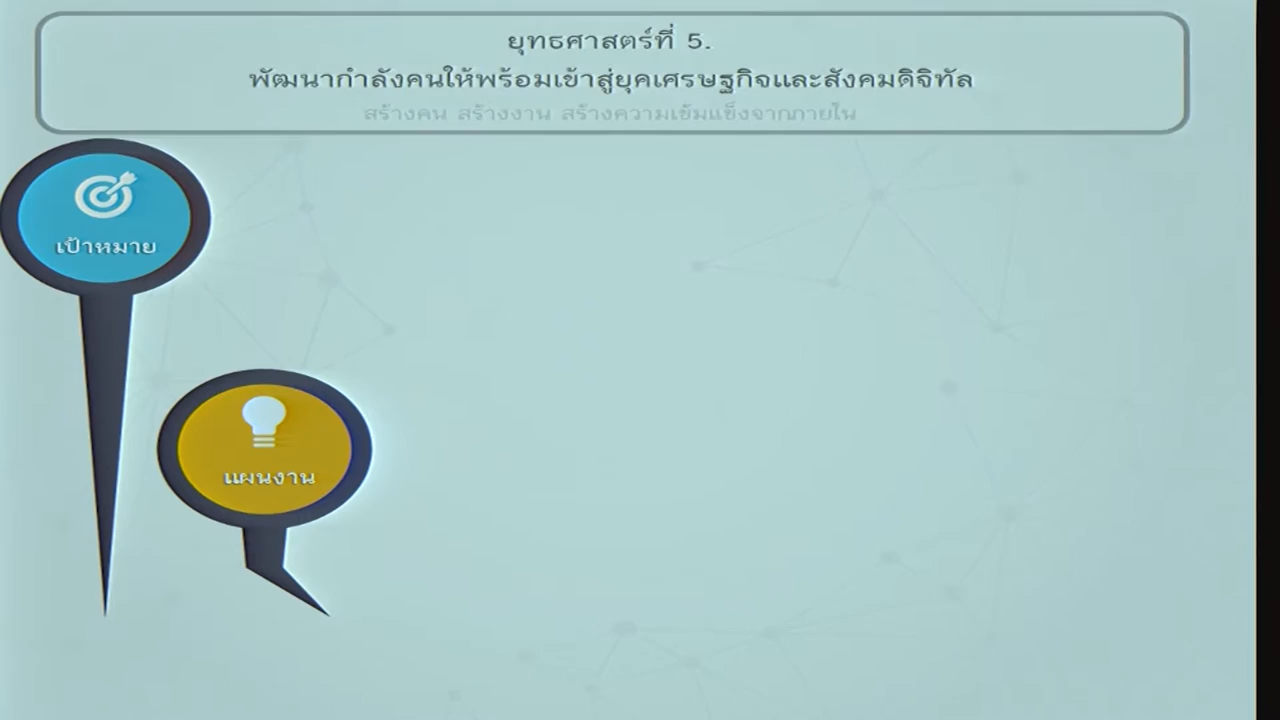 ยุทธศาสตร์ที่ 5.
พัฒนากำลังคนให้พร้อมเข้าสู่ยุคเศรษฐกิจและสังคมดิจิทัล
สร้างคน สร้างงาน สร้างความเข้มแข็งจากภายใน
เป้าหมาย
แผนงาน